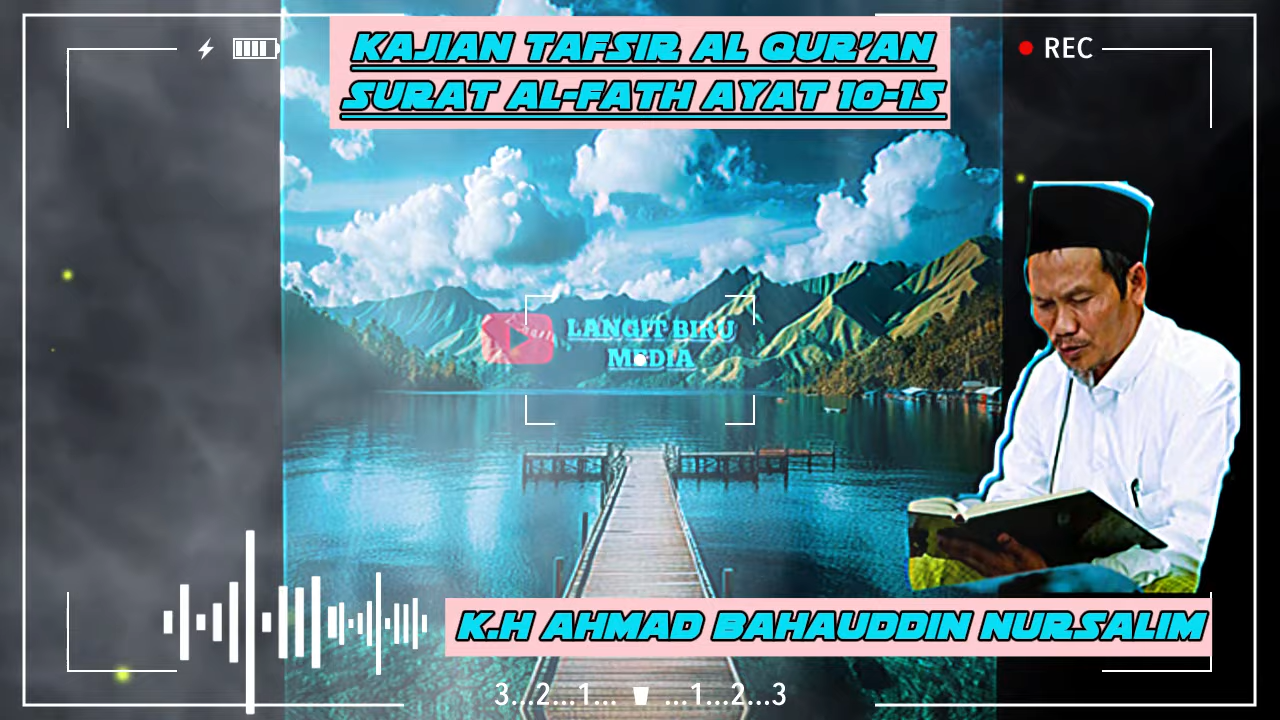 KAJIAN TAFSIR AL QUR'AN
SURAT AL-FATH AYAT 10-15
REC
LANGIT BIRU
MEDIA
K.H AHMAD BAHAUDDIN NURSALIM
3...2...1... ...1...2...3